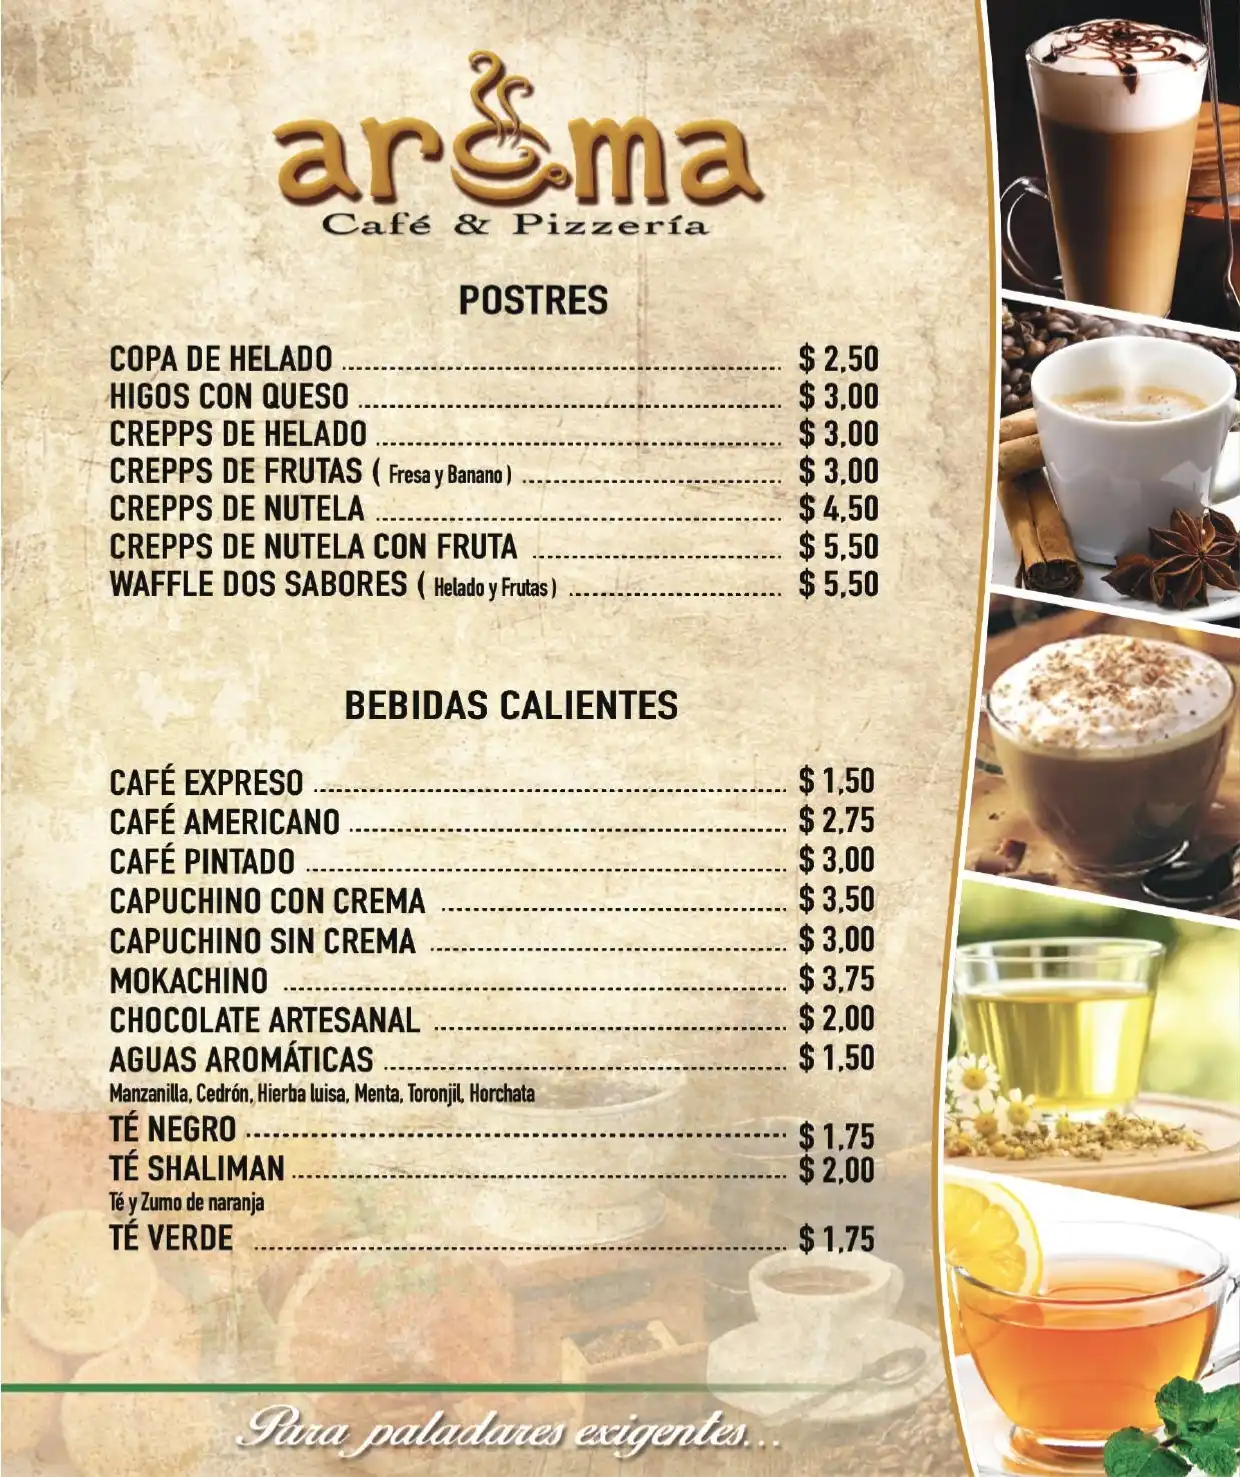 aroma
Café & Pizzería
POSTRES
COPA DE HELADO ........ $ 2,50
HIGOS CON QUESO ........ $ 3,00
CREPPS DE HELADO ........ $ 3,00
CREPPS DE FRUTAS ( Fresa y Banano ) ........ $ 3,00
CREPPS DE NUTELA ........ $ 4,50
CREPPS DE NUTELA CON FRUTA ........ $ 5,50
WAFFLE DOS SABORES ( Helado y Frutas ) ........ $ 5,50
BEBIDAS CALIENTES
CAFÉ EXPRESO ........ $ 1,50
CAFÉ AMERICANO ........ $ 2,75
CAFÉ PINTADO ........ $ 3,00
CAPUCHINO CON CREMA ........ $ 3,50
CAPUCHINO SIN CREMA ........ $ 3,00
MOKACHINO ........ $ 3,75
CHOCOLATE ARTESANAL ........ $ 2,00
AGUAS AROMÁTICAS ........ $ 1,50
Manzanilla, Cedrón, Hierba luisa, Menta, Toronjil, Horchata
TÉ NEGRO ........ $ 1,75
TÉ SHALIMAN ........ $ 2,00
Té y Zumo de naranja
TÉ VERDE ........ $ 1,75
Para paladares exigentes...